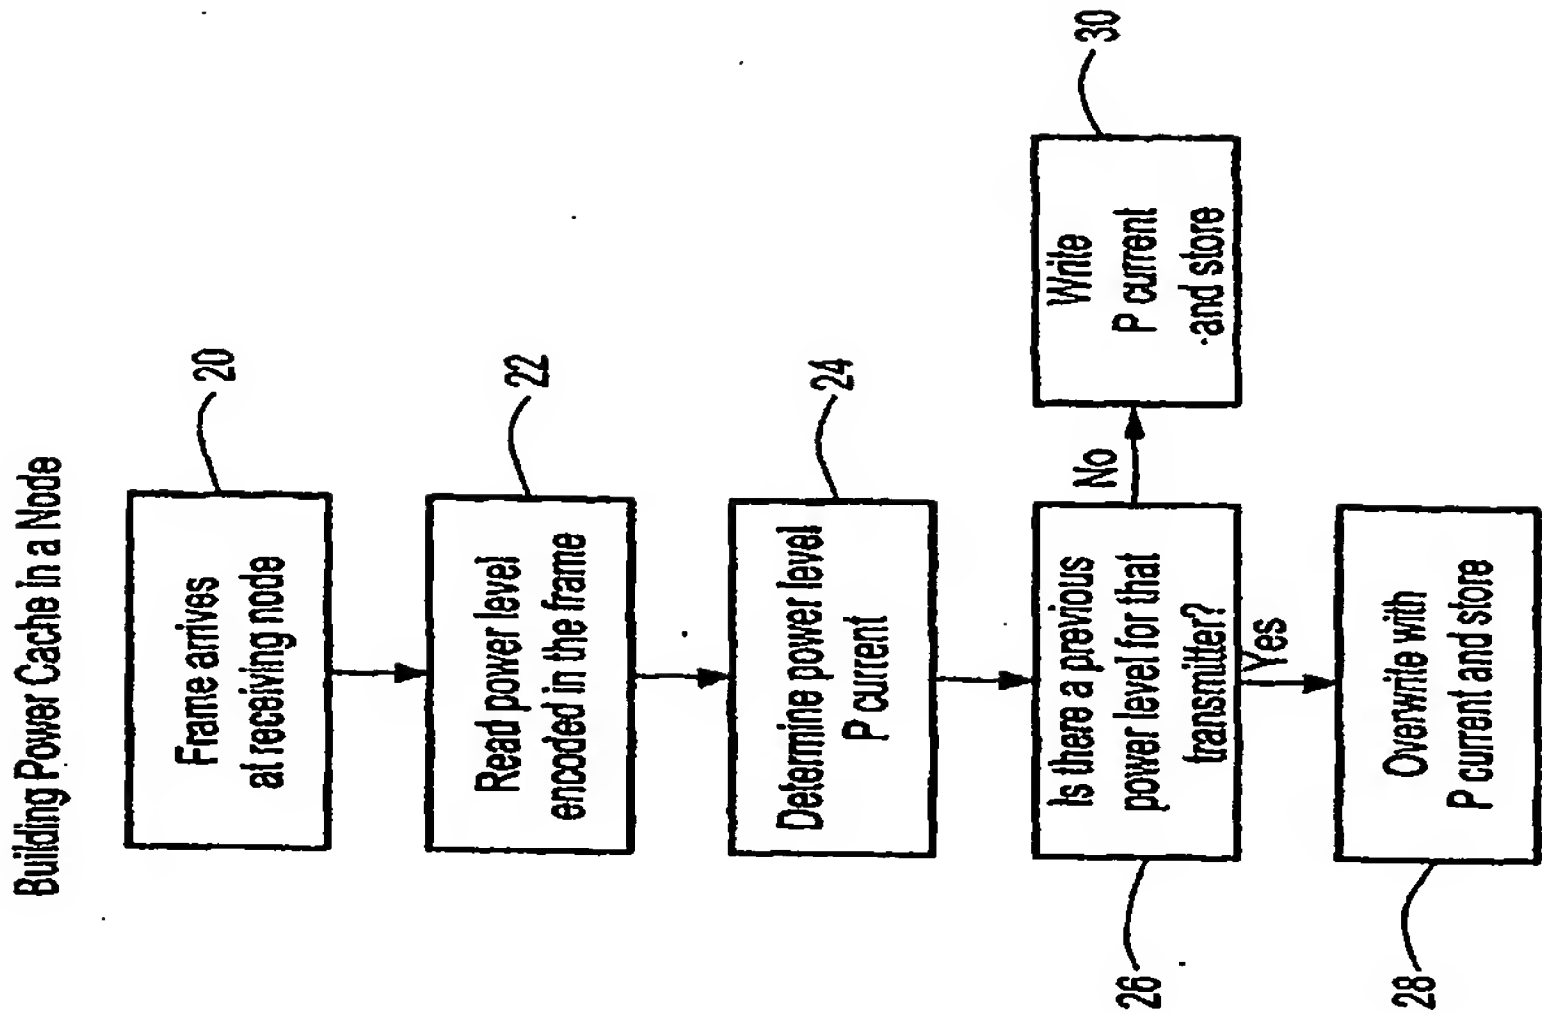 Building Power Cache in a Node
Frame arrives
at receiving node
20
Read power level
encoded in the frame
22
Determine power level
P current
24
Is there a previous
power level for that
transmitter?
26
No
Write
P current
and store
30
Yes
Overwrite with
P current and store
28